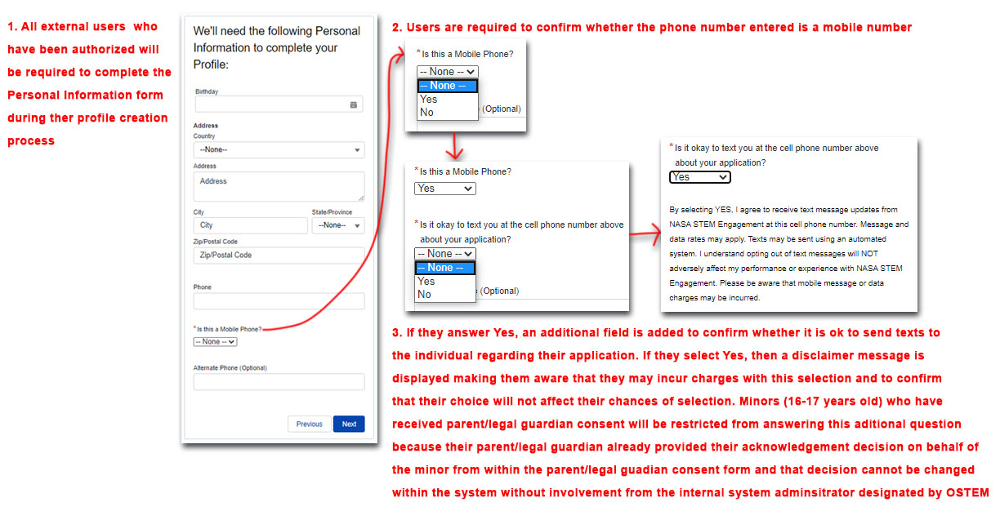 1. All external users  who
have been authorized will
be required to complete the
Personal Information form
during ther profile creation
process
We'll need the following Personal
Information to complete your
Profile:
Birthday
Address
Country
--None--
Address
Address
City
State/Province
City
--None--
Zip/Postal Code
Zip/Postal Code
Phone
*Is this a Mobile Phone?
-- None --
Alternate Phone (Optional)
Previous
Next
2. Users are required to confirm whether the phone number entered is a mobile number
*Is this a Mobile Phone?
-- None --
-- None --
Yes
No
(Optional)
*Is this a Mobile Phone?
Yes
*Is it okay to text you at the cell phone number above
about your application?
-- None --
-- None --
Yes
No
(Optional)
*Is it okay to text you at the cell phone number above
about your application?
Yes
By selecting YES, I agree to receive text message updates from
NASA STEM Engagement at this cell phone number. Message and
data rates may apply. Texts may be sent using an automated
system. I understand opting out of text messages will NOT
adversely affect my performance or experience with NASA STEM
Engagement. Please be aware that mobile message or data
charges may be incurred.
3. If they answer Yes, an additional field is added to confirm whether it is ok to send texts to
the individual regarding their application. If they select Yes, then a disclaimer message is
displayed making them aware that they may incur charges with this selection and to confirm
that their choice will not affect their chances of selection. Minors (16-17 years old) who have
received parent/legal guardian consent will be restricted from answering this aditional question
because their parent/legal guardian already provided their acknowledgement decision on behalf of
the minor from within the parent/legal guadian consent form and that decision cannot be changed
within the system without involvement from the internal system adminsitrator designated by OSTEM